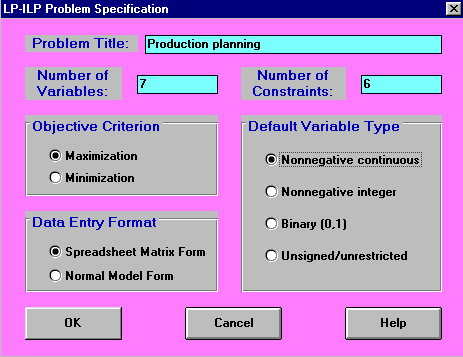 LP-ILP Problem Specification
Problem Title: Production planning
Number of Variables: 7
Number of Constraints: 6
Objective Criterion
Maximization
Minimization
Default Variable Type
Nonnegative continuous
Nonnegative integer
Binary (0,1)
Unsigned/unrestricted
Data Entry Format
Spreadsheet Matrix Form
Normal Model Form
OK
Cancel
Help